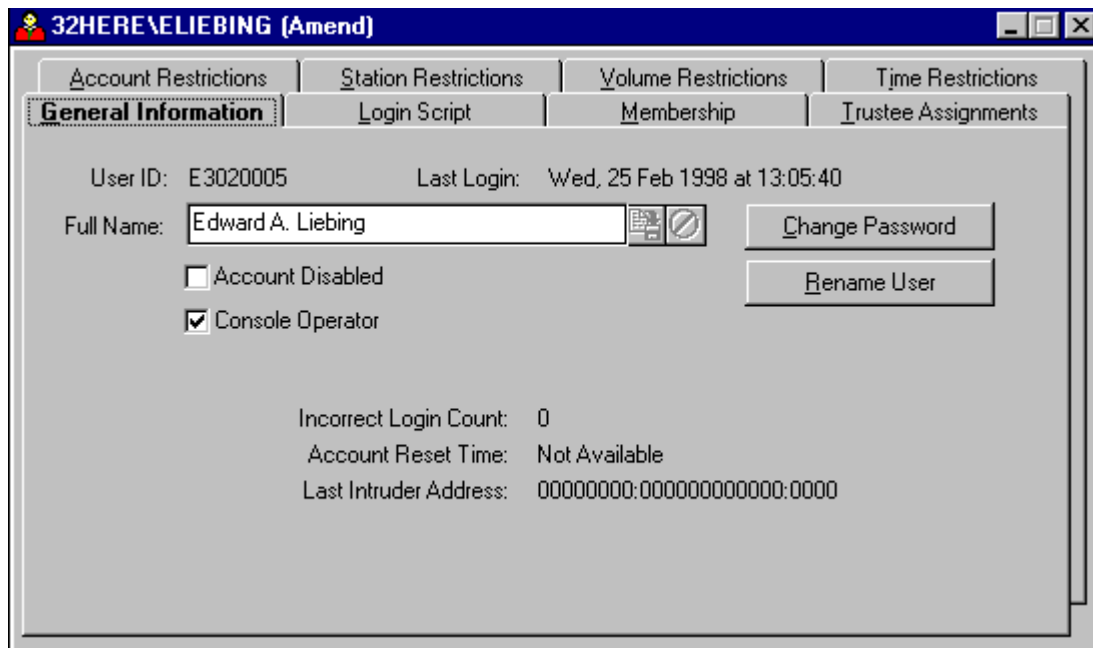 32HERE\ELIEBING (Amend)
Account Restrictions Station Restrictions Volume Restrictions Time Restrictions
General Information Login Script Membership Trustee Assignments
User ID: E3020005 Last Login: Wed, 25 Feb 1998 at 13:05:40
Full Name: Edward A. Liebing Change Password
Account Disabled Rename User
Console Operator
Incorrect Login Count: 0
Account Reset Time: Not Available
Last Intruder Address: 00000000:000000000000:0000